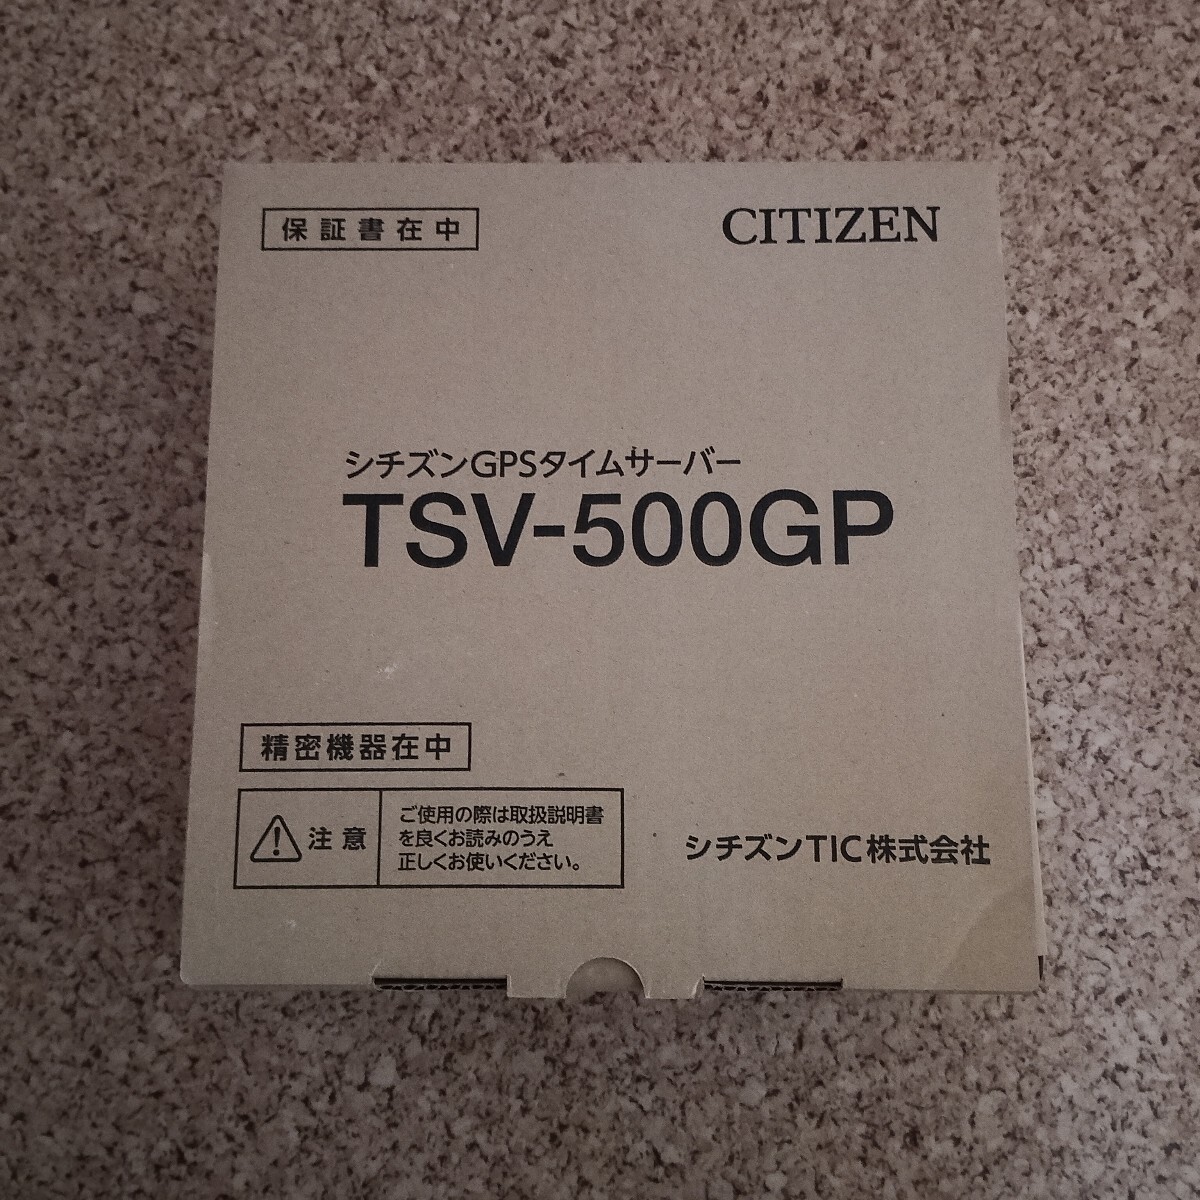 保証書在中
CITIZEN
シチズンGPSタイムサーバー
TSV-500GP
精密機器在中
注意
ご使用の際は取扱説明書
を良くお読みのうえ
正しくお使いください。
シチズンTIC株式会社